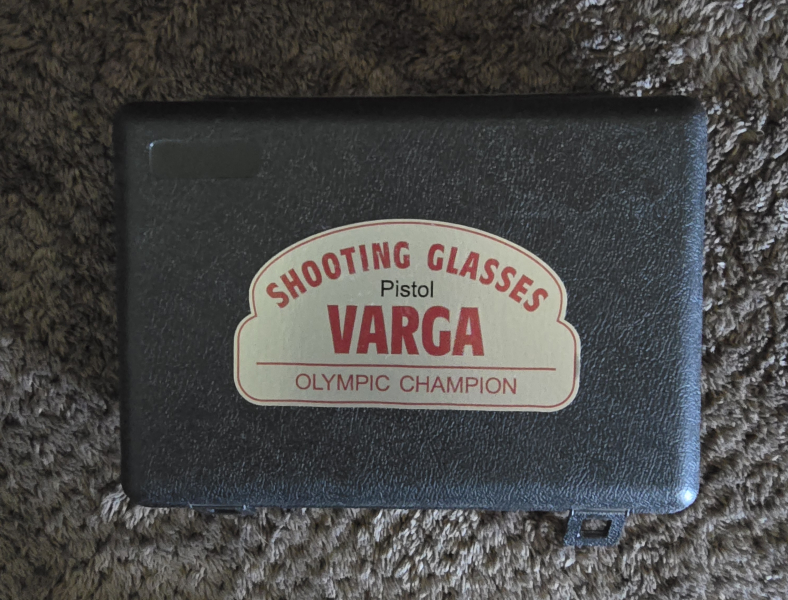 SHOOTING GLASSES
Pistol
VARGA
OLYMPIC CHAMPION